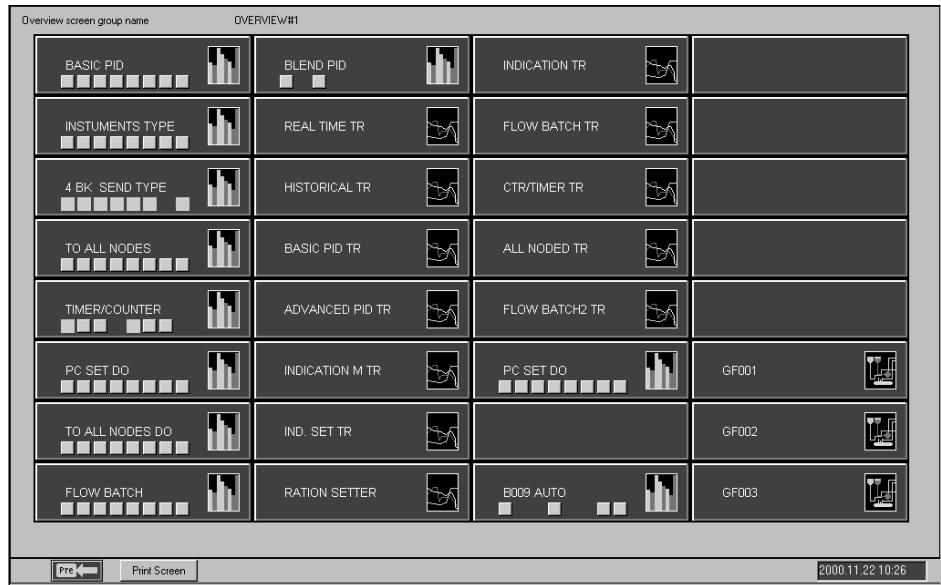 Overview screen group name OVERVIEW#1
BASIC PID BLEND PID INDICATION TR
INSTUMENTS TYPE REAL TIME TR FLOW BATCH TR
4 BK SEND TYPE HISTORICAL TR CTR/TIMER TR
TO ALL NODES BASIC PID TR ALL NODED TR
TIMER/COUNTER ADVANCED PID TR FLOW BATCH2 TR
PC SET DO INDICATION M TR PC SET DO GF001
TO ALL NODES DO IND. SET TR GF002
FLOW BATCH RATION SETTER B009 AUTO GF003
Pre Print Screen 2000.11.22 10:26